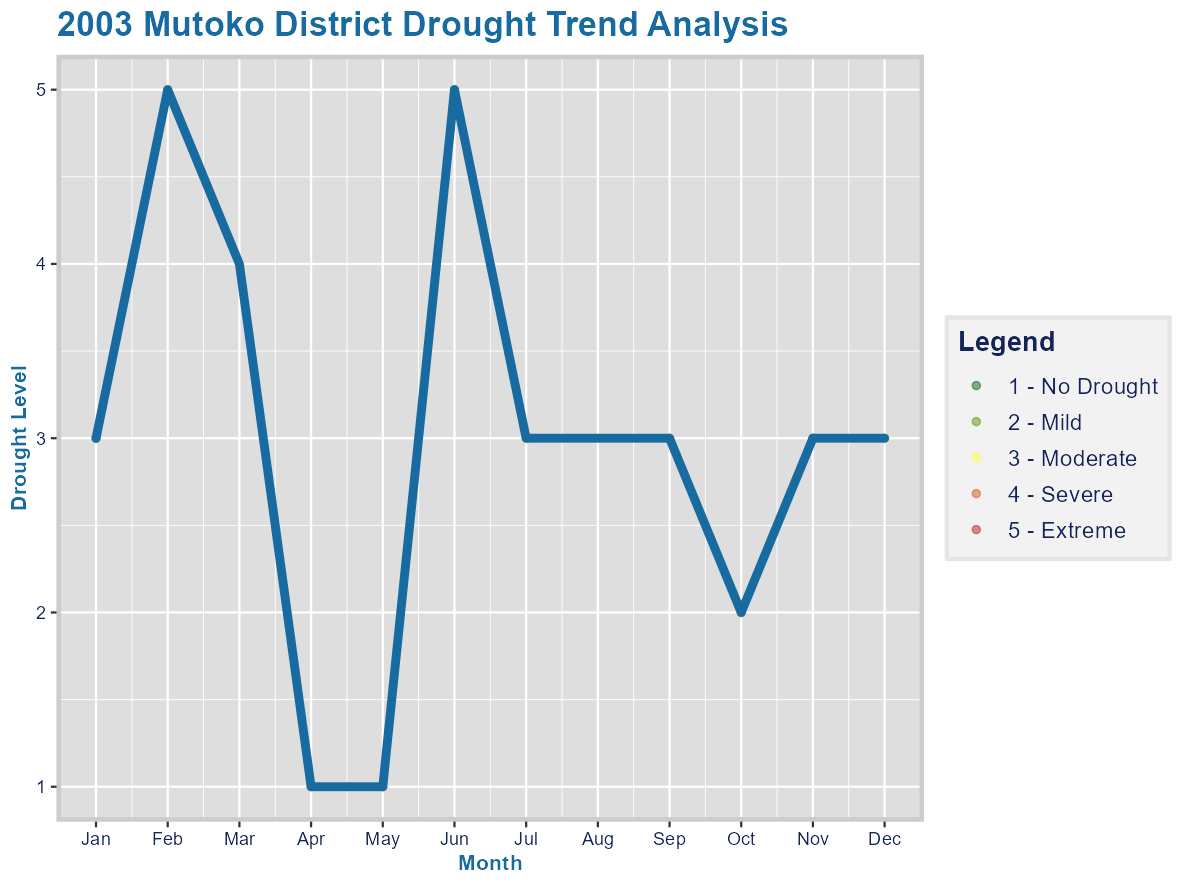 2003 Mutoko District Drought Trend Analysis
Drought Level
5
4
3
2
1
Jan Feb Mar Apr May Jun Jul Aug Sep Oct Nov Dec
Month
Legend
1 - No Drought
2 - Mild
3 - Moderate
4 - Severe
5 - Extreme